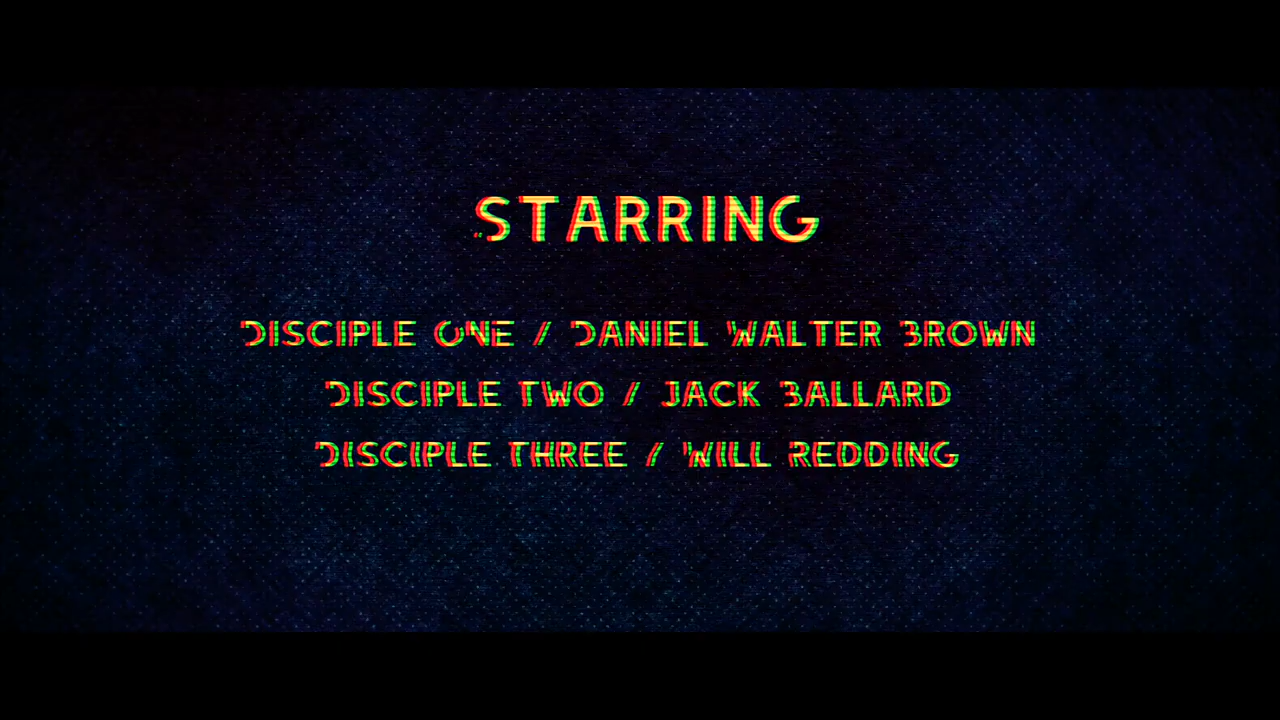 STARRING
DISCIPLE ONE / DANIEL WALTER BROWN
DISCIPLE TWO / JACK BALLARD
DISCIPLE THREE / WILL REDDING